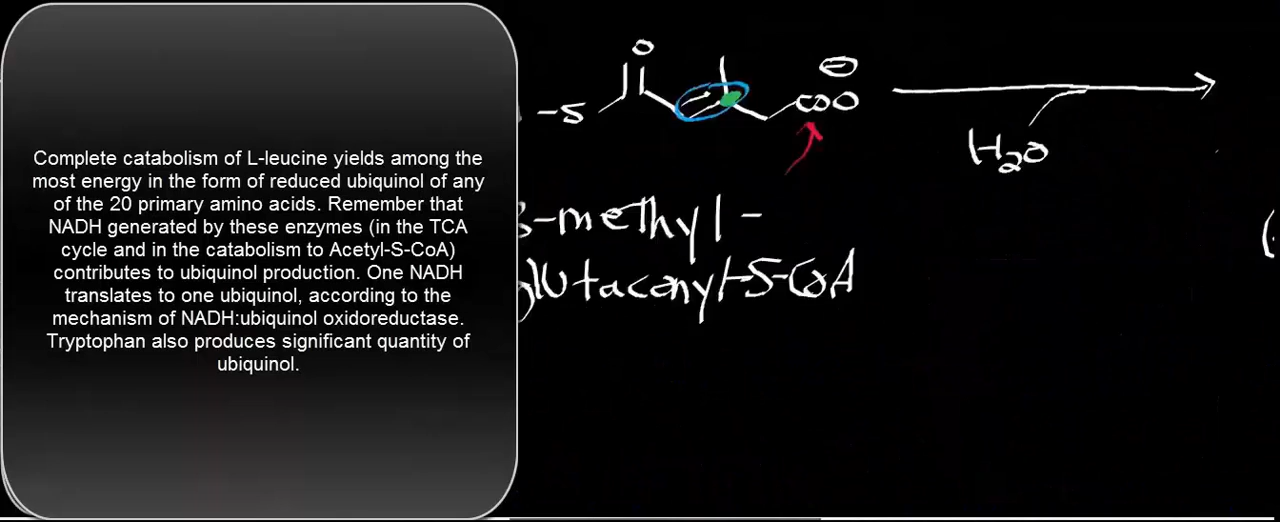 Complete catabolism of L-leucine yields among the
most energy in the form of reduced ubiquinol of any
of the 20 primary amino acids. Remember that
NADH generated by these enzymes (in the TCA
cycle and in the catabolism to Acetyl-S-CoA)
contributes to ubiquinol production. One NADH
translates to one ubiquinol, according to the
mechanism of NADH:ubiquinol oxidoreductase.
Tryptophan also produces significant quantity of
ubiquinol.
O
⊖
-S
COO
H₂O
-methyl-
glutaconyl-S-CoA